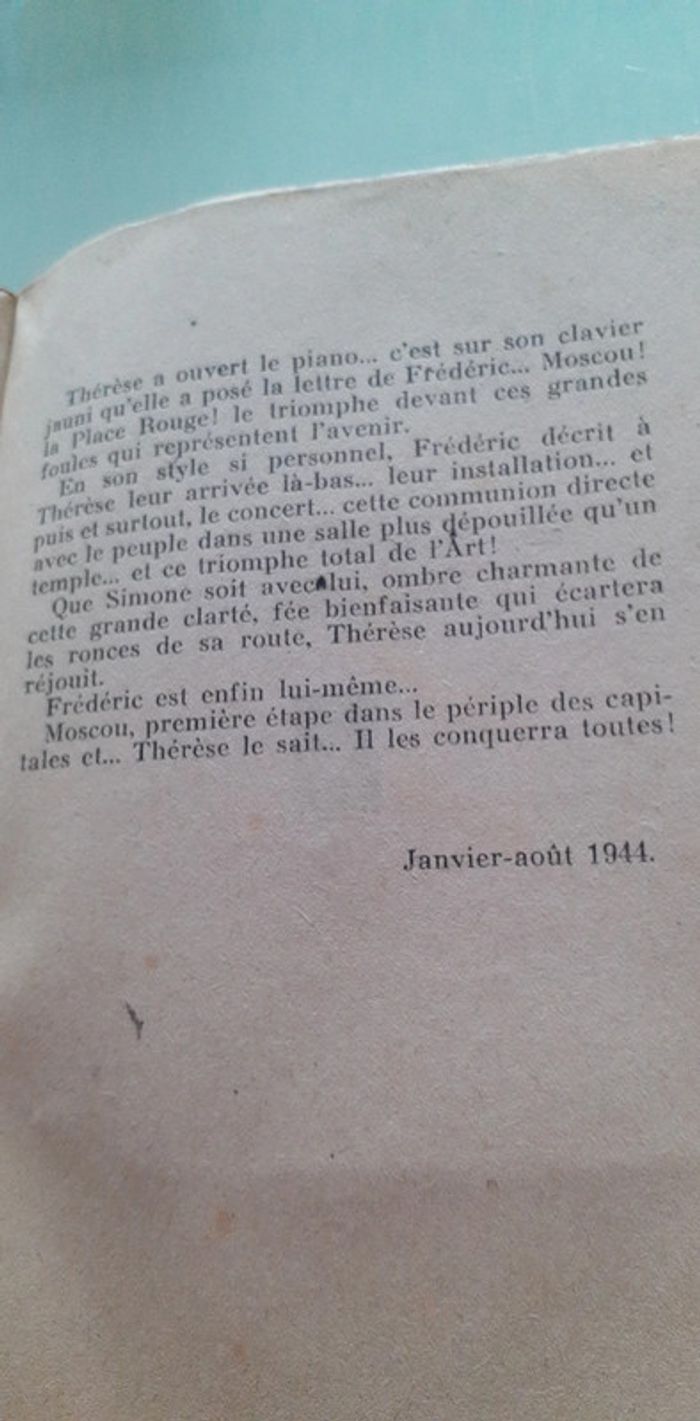 Thérèse a ouvert le piano... c'est sur son clavier
jauni qu'elle a posé la lettre de Frédéric... Moscou!
la Place Rouge! le triomphe devant ces grandes
foules qui représentent l'avenir.
En son style si personnel, Frédéric décrit à
Thérèse leur arrivée là-bas... leur installation... et
puis et surtout, le concert... cette communion directe
avec le peuple dans une salle plus dépouillée qu'un
temple... et ce triomphe total de l'Art!
Que Simone soit avec lui, ombre charmante de
cette grande clarté, fée bienfaisante qui écartera
les ronces de sa route, Thérèse aujourd'hui s'en
réjouit.
Frédéric est enfin lui-même...
Moscou, première étape dans le périple des capi-
tales et... Thérèse le sait... Il les conquerra toutes!
Janvier-août 1944.